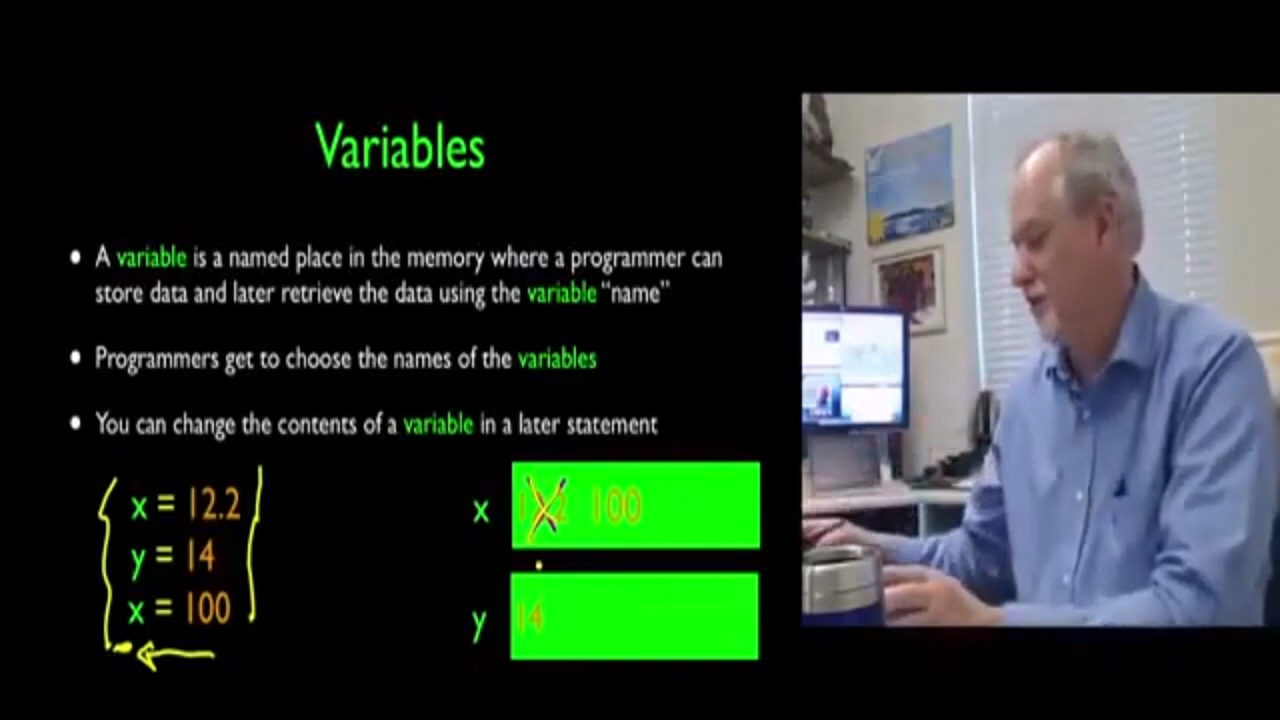 Variables
• A variable is a named place in the memory where a programmer can
store data and later retrieve the data using the variable “name”
• Programmers get to choose the names of the variables
• You can change the contents of a variable in a later statement
x = 12.2
y = 14
x = 100
x 12.2 100
y 14